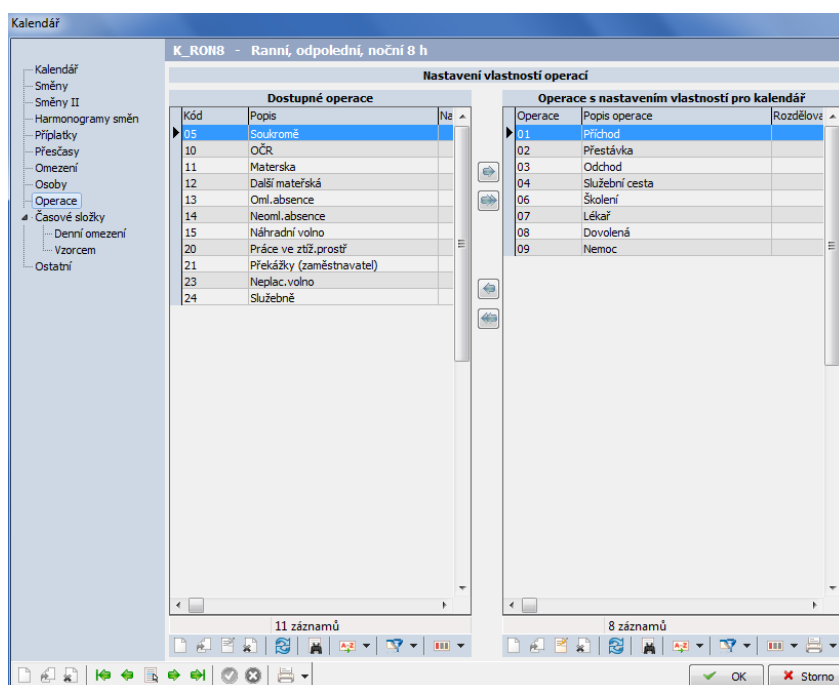 Kalendář
K_RON8 - Ranní, odpolední, noční 8 h
Kalendář
Směny
Směny II
Harmonogramy směn
Příplatky
Přesčasy
Omezení
Osoby
Operace
Časové složky
Denní omezení
Vzorcem
Ostatní
Nastavení vlastností operací
Dostupné operace
Kód Popis Na
05 Soukromě
10 OČR
11 Materska
12 Další mateřská
13 Oml.absence
14 Neoml.absence
15 Náhradní volno
20 Práce ve ztíž.prostř
21 Překážky (zaměstnavatel)
23 Neplac.volno
24 Služebně
11 záznamů
Operace s nastavením vlastností pro kalendář
Operace Popis operace Rozdělova
01 Příchod
02 Přestávka
03 Odchod
04 Služební cesta
06 Školení
07 Lékař
08 Dovolená
09 Nemoc
8 záznamů
OK Storno